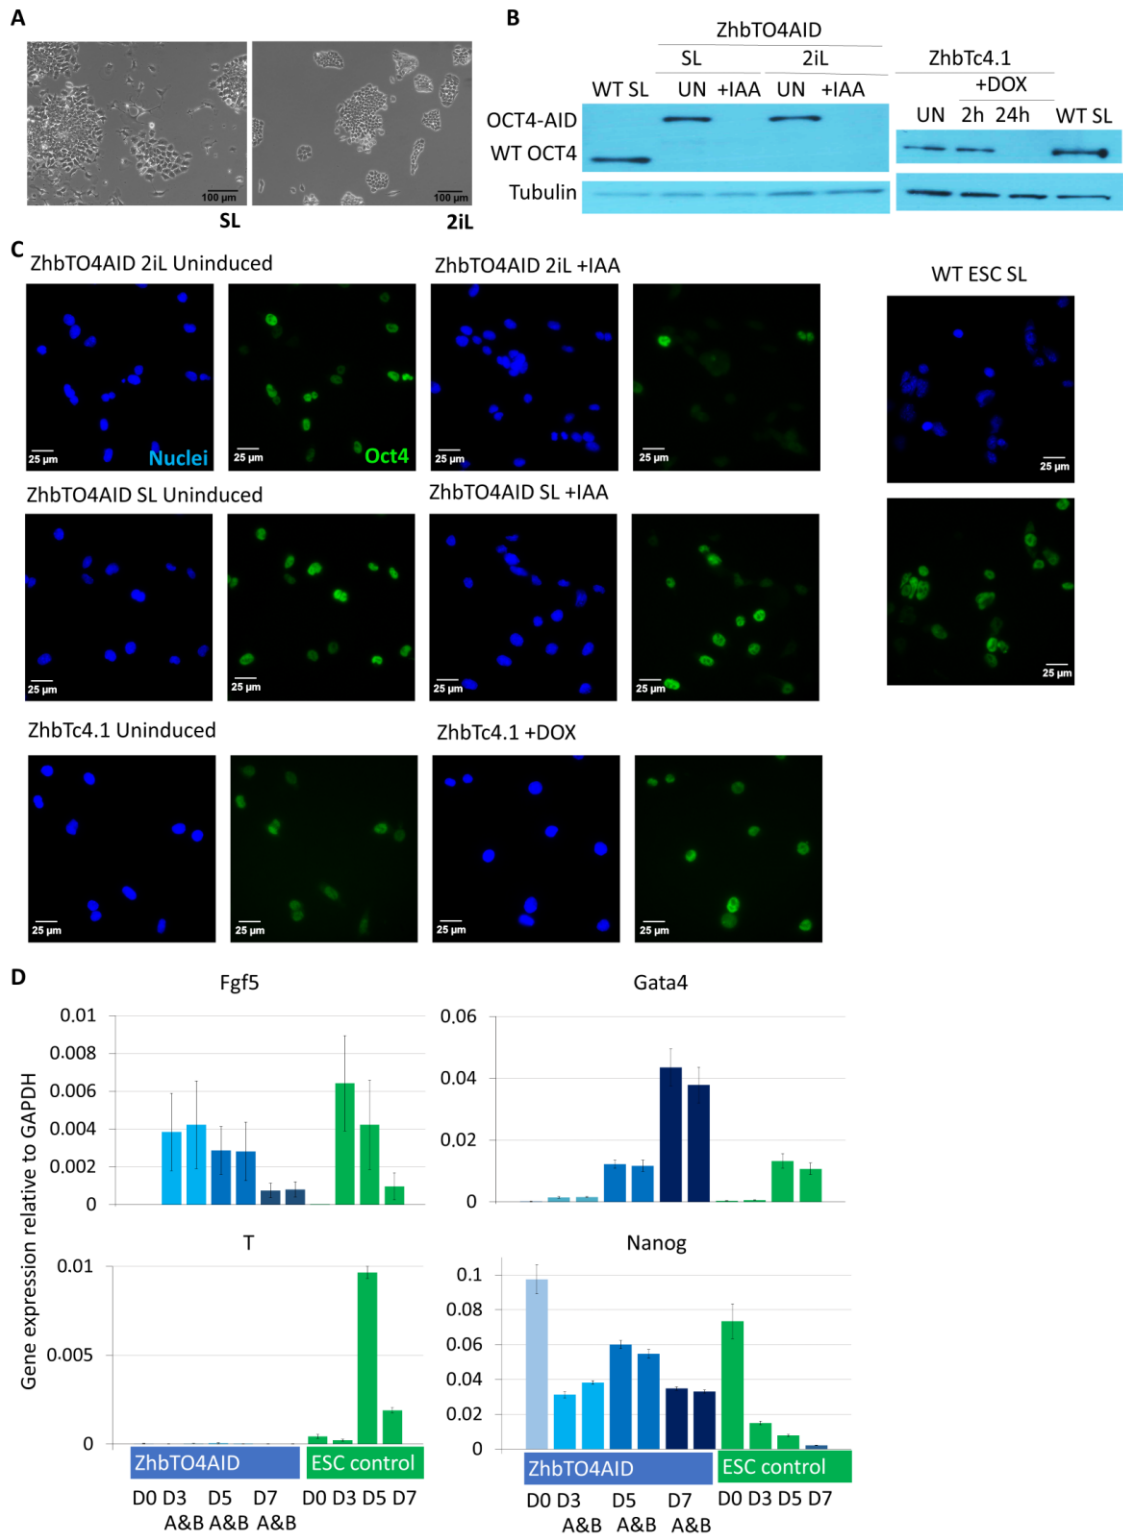 A
100 µm
100 µm
SL
2iL
B
ZhbTO4AID
SL
2iL
ZhbTc4.1
+DOX
WT SL
UN
+IAA
UN
+IAA
UN
2h
24h
WT SL
OCT4-AID
WT OCT4
Tubulin
C
ZhbTO4AID 2iL Uninduced
ZhbTO4AID 2iL +IAA
WT ESC SL
25 µm
Nuclei
25 µm
Oct4
25 µm
25 µm
25 µm
ZhbTO4AID SL Uninduced
ZhbTO4AID SL +IAA
25 µm
25 µm
25 µm
25 µm
25 µm
ZhbTc4.1 Uninduced
ZhbTc4.1 +DOX
25 µm
25 µm
25 µm
25 µm
D
Gene expression relative to GAPDH
Fgf5
0.01
0.008
0.006
0.004
0.002
0
Gata4
0.06
0.04
0.02
0
T
0.01
0.005
0
ZhbTO4AID
ESC control
D0 D3 D5 D7 D0 D3 D5 D7
A&B A&B A&B
Nanog
0.1
0.08
0.06
0.04
0.02
0
ZhbTO4AID
ESC control
D0 D3 D5 D7 D0 D3 D5 D7
A&B A&B A&B